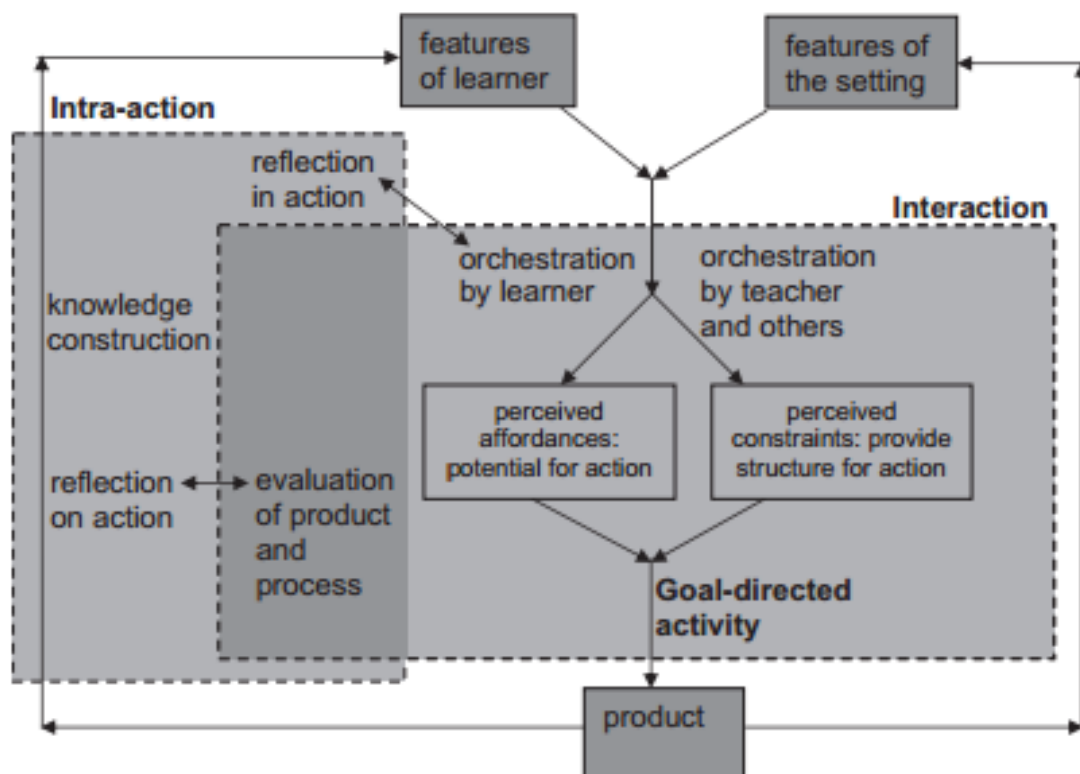 features
of learner
features of
the setting
Intra-action
reflection
in action
Interaction
orchestration
by learner
orchestration
by teacher
and others
knowledge
construction
perceived
affordances:
potential for action
perceived
constraints: provide
structure for action
reflection
on action
evaluation
of product
and
process
Goal-directed
activity
product